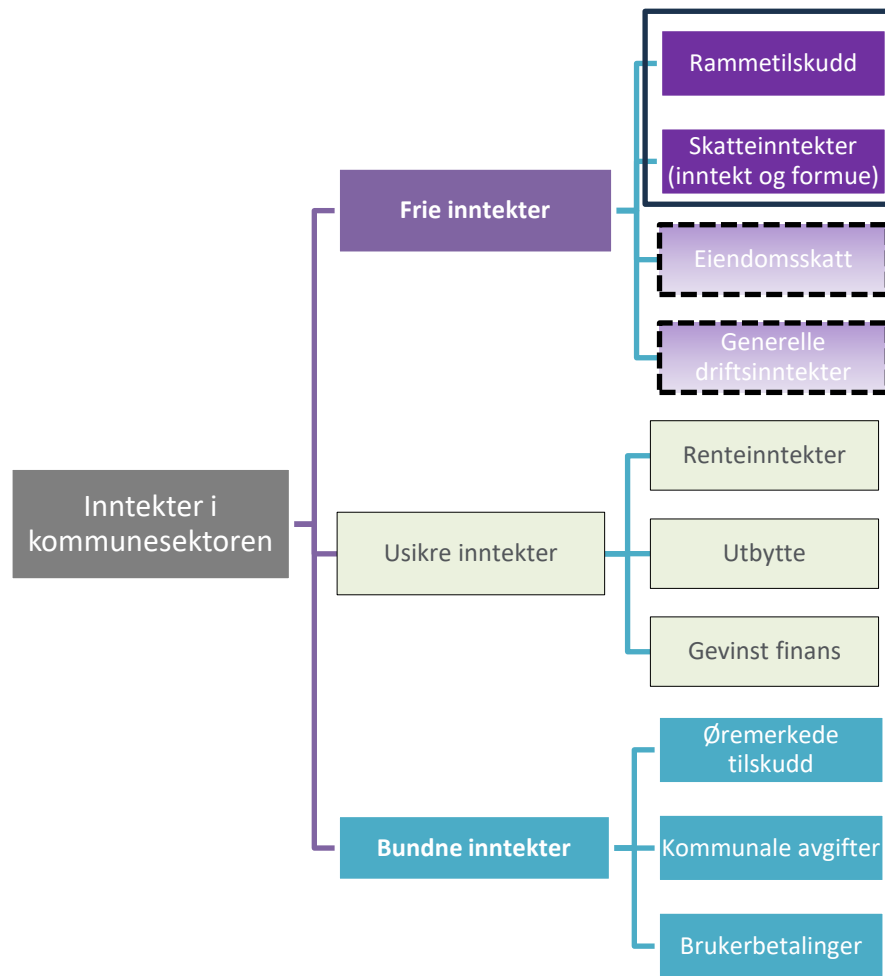 Inntekter i
kommunesektoren
Frie inntekter
Rammetilskudd
Skatteinntekter
(inntekt og formue)
Eiendomsskatt
Generelle
driftsinntekter
Usikre inntekter
Renteinntekter
Utbytte
Gevinst finans
Bundne inntekter
Øremerkede
tilskudd
Kommunale avgifter
Brukerbetalinger